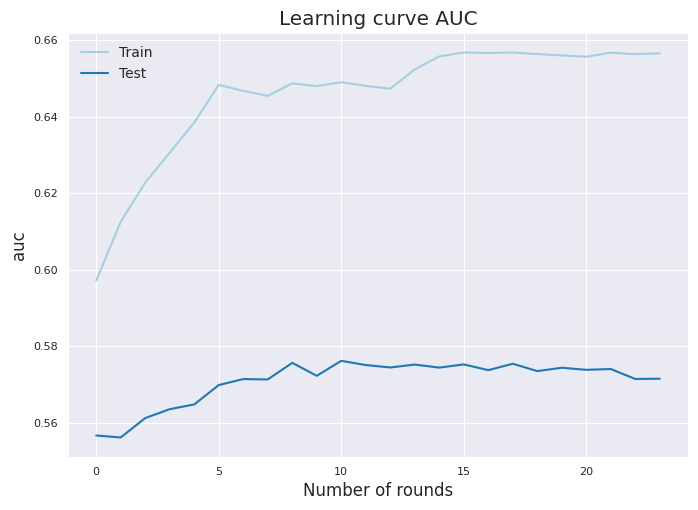 Learning curve AUC
Train
Test
auc
0.66
0.64
0.62
0.60
0.58
0.56
0 5 10 15 20
Number of rounds